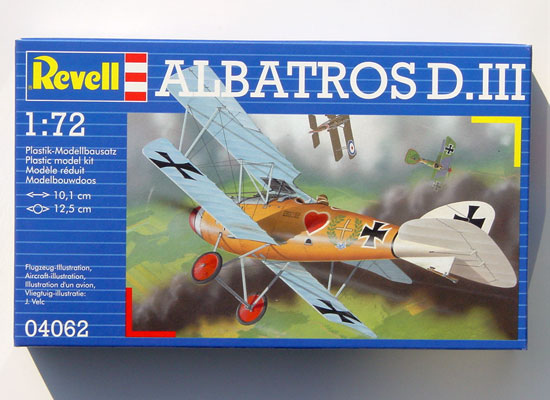 Revell
ALBATROS D.III
1:72
Plastik-Modellbausatz
Plastic model kit
Modèle réduit
Modelbouwdoos
10,1 cm
12,5 cm
Flugzeug-Illustration,
Aircraft-illustration,
Illustration d'un avion,
Vliegtuig-illustratie:
J. Velc
04062